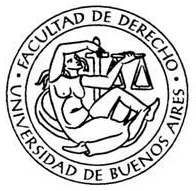 · FACULTAD DE DERECHO ·
UNIVERSIDAD DE BUENOS AIRES